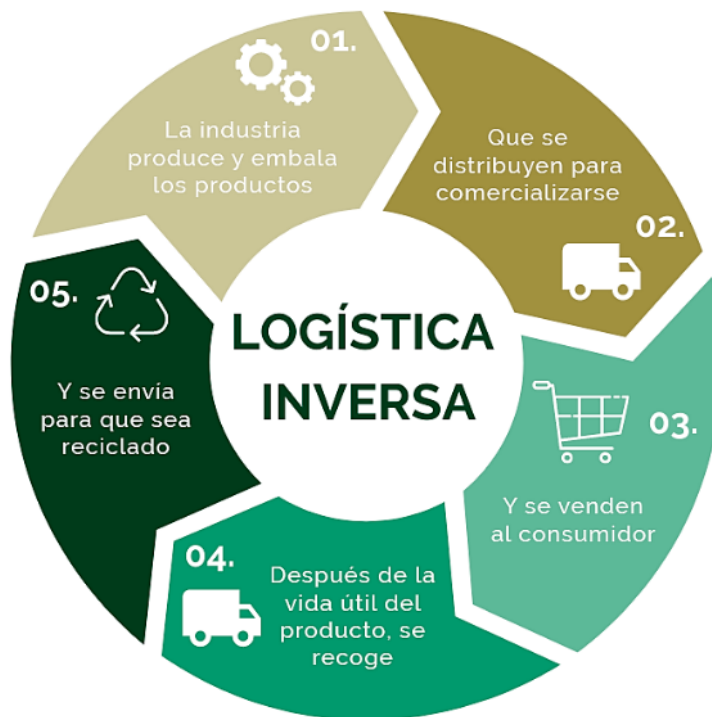 LOGÍSTICA
INVERSA
01.
La industria
produce y embala
los productos
Que se
distribuyen para
comercializarse
02.
03.
Y se venden
al consumidor
04.
Después de la
vida útil del
producto, se
recoge
05.
Y se envía
para que sea
reciclado